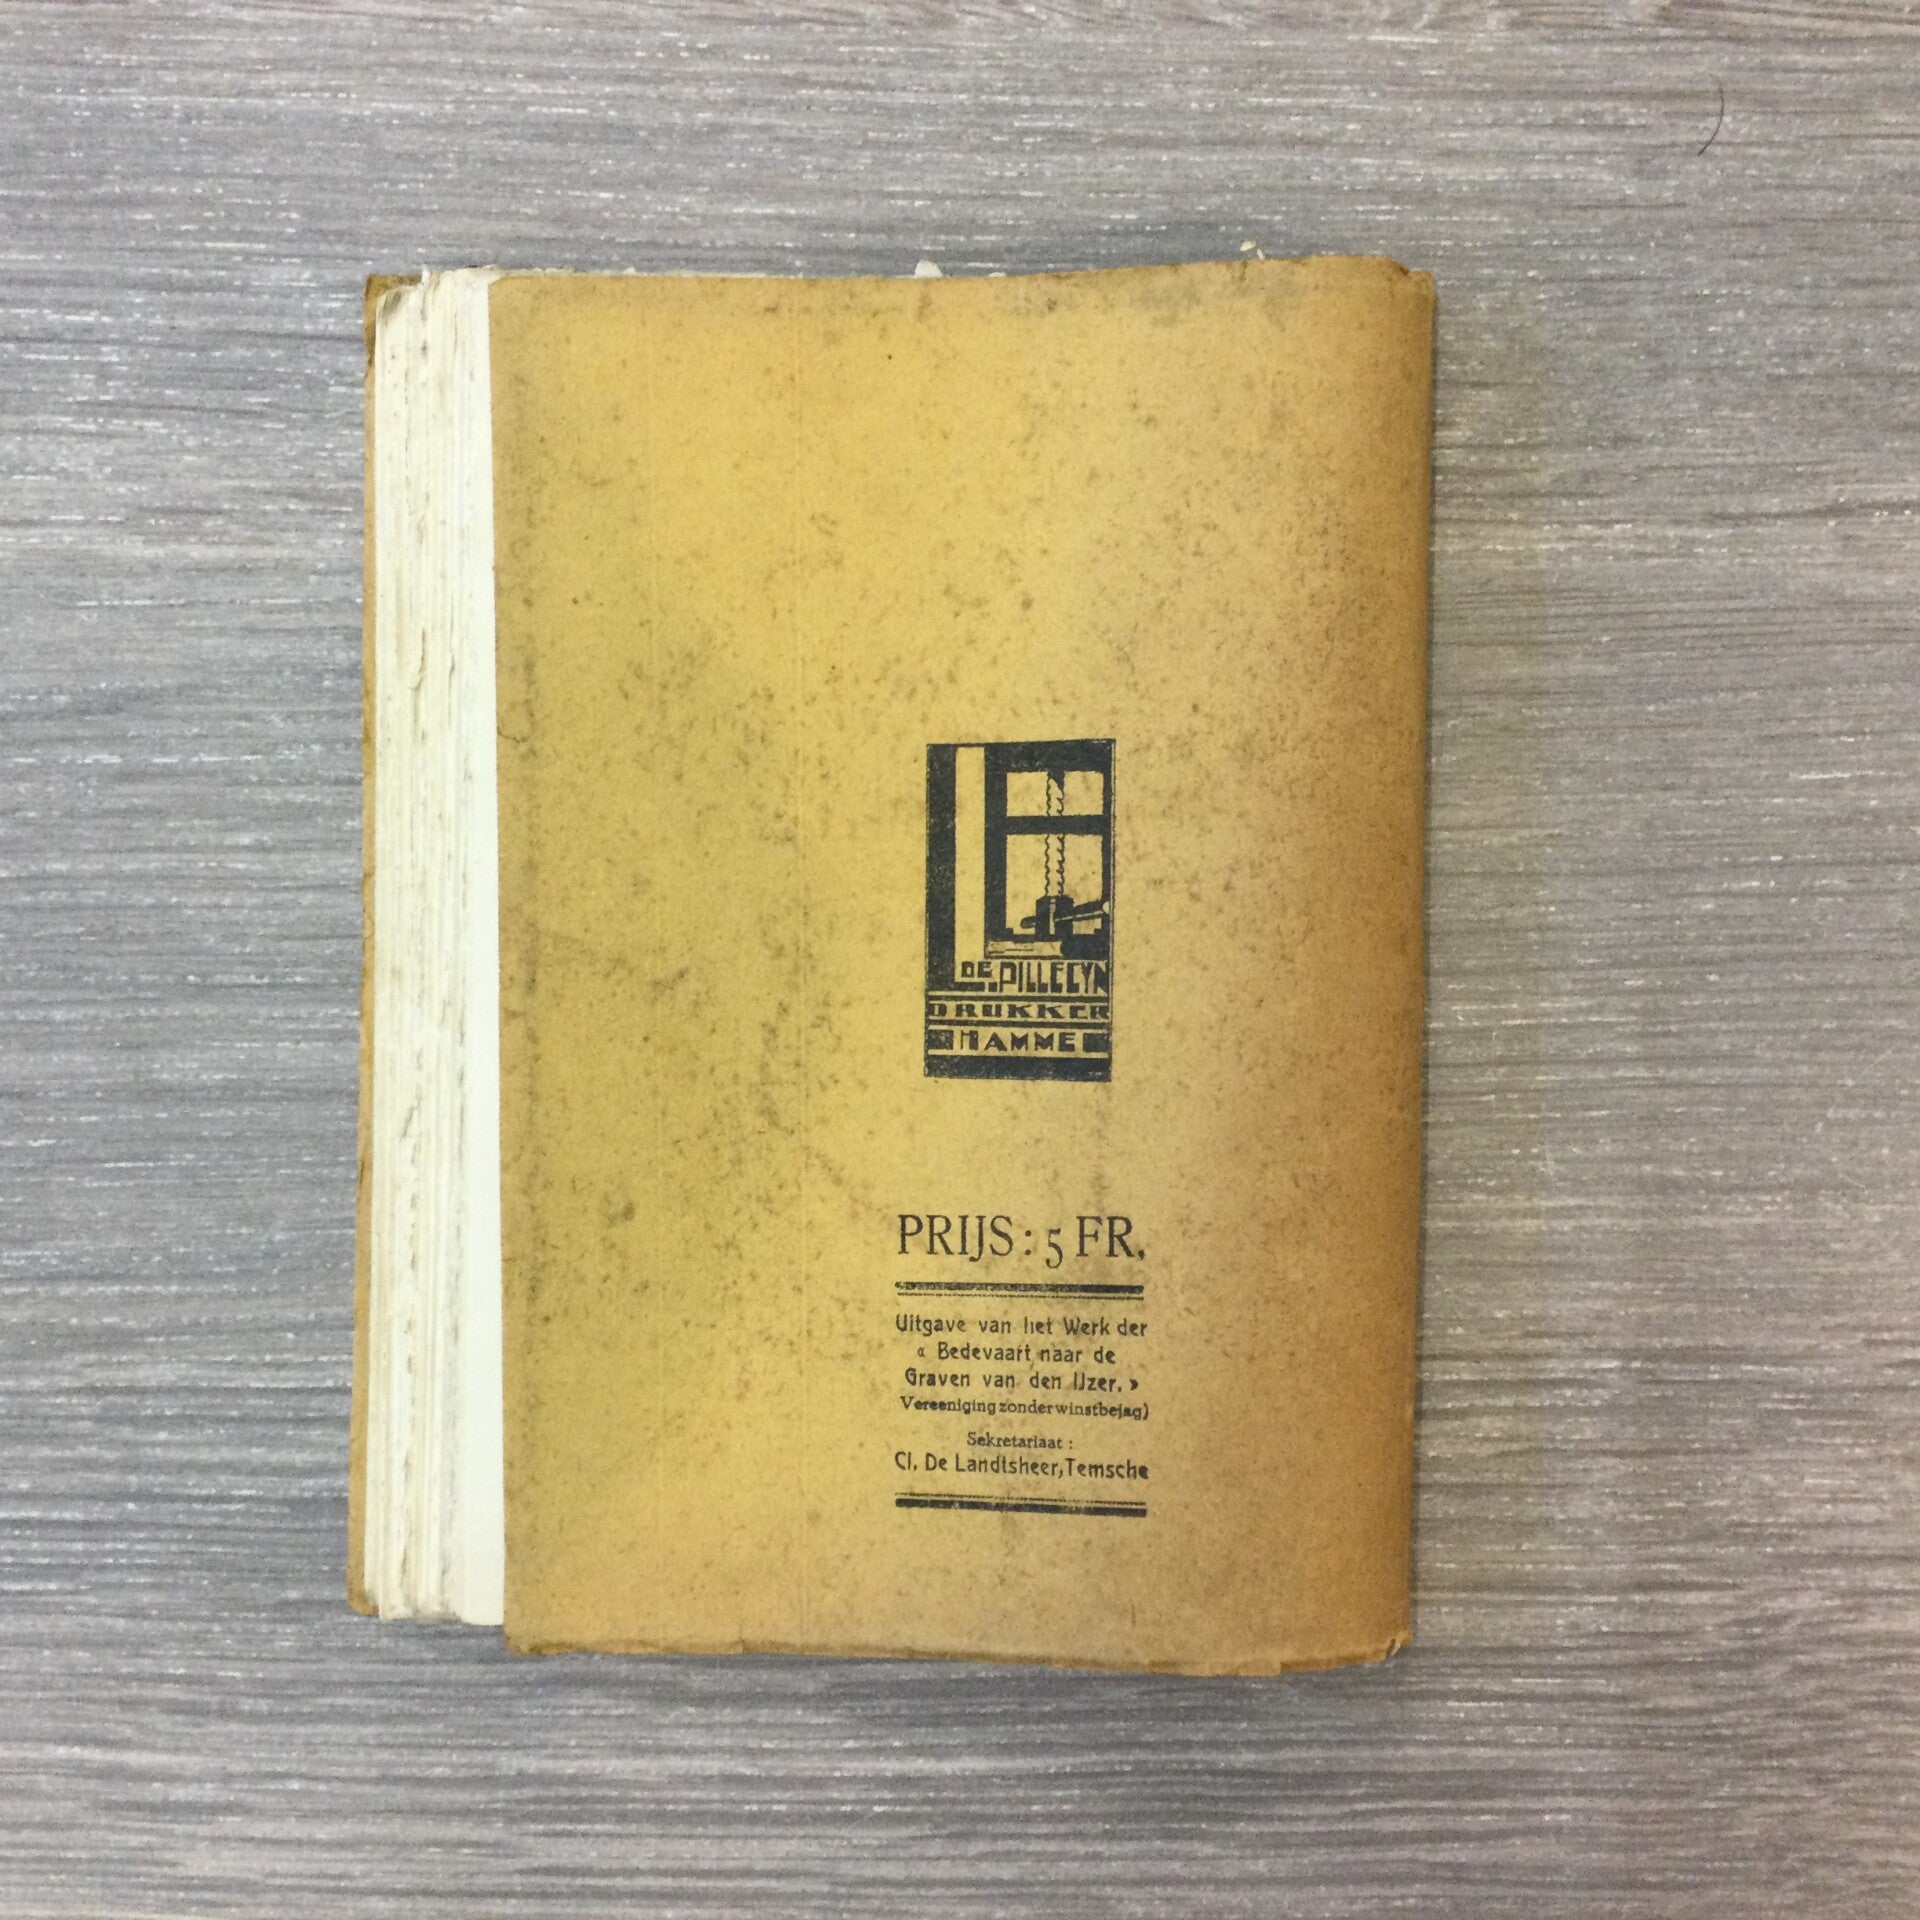 DE PILLECYN
DRUKKER
HAMME
PRIJS : 5 FR.
Uitgave van het Werk der
« Bedevaart naar de
Graven van den IJzer. »
Vereeniging zonder winstbejag)
Sekretariaat :
Cl. De Landtsheer, Temsche